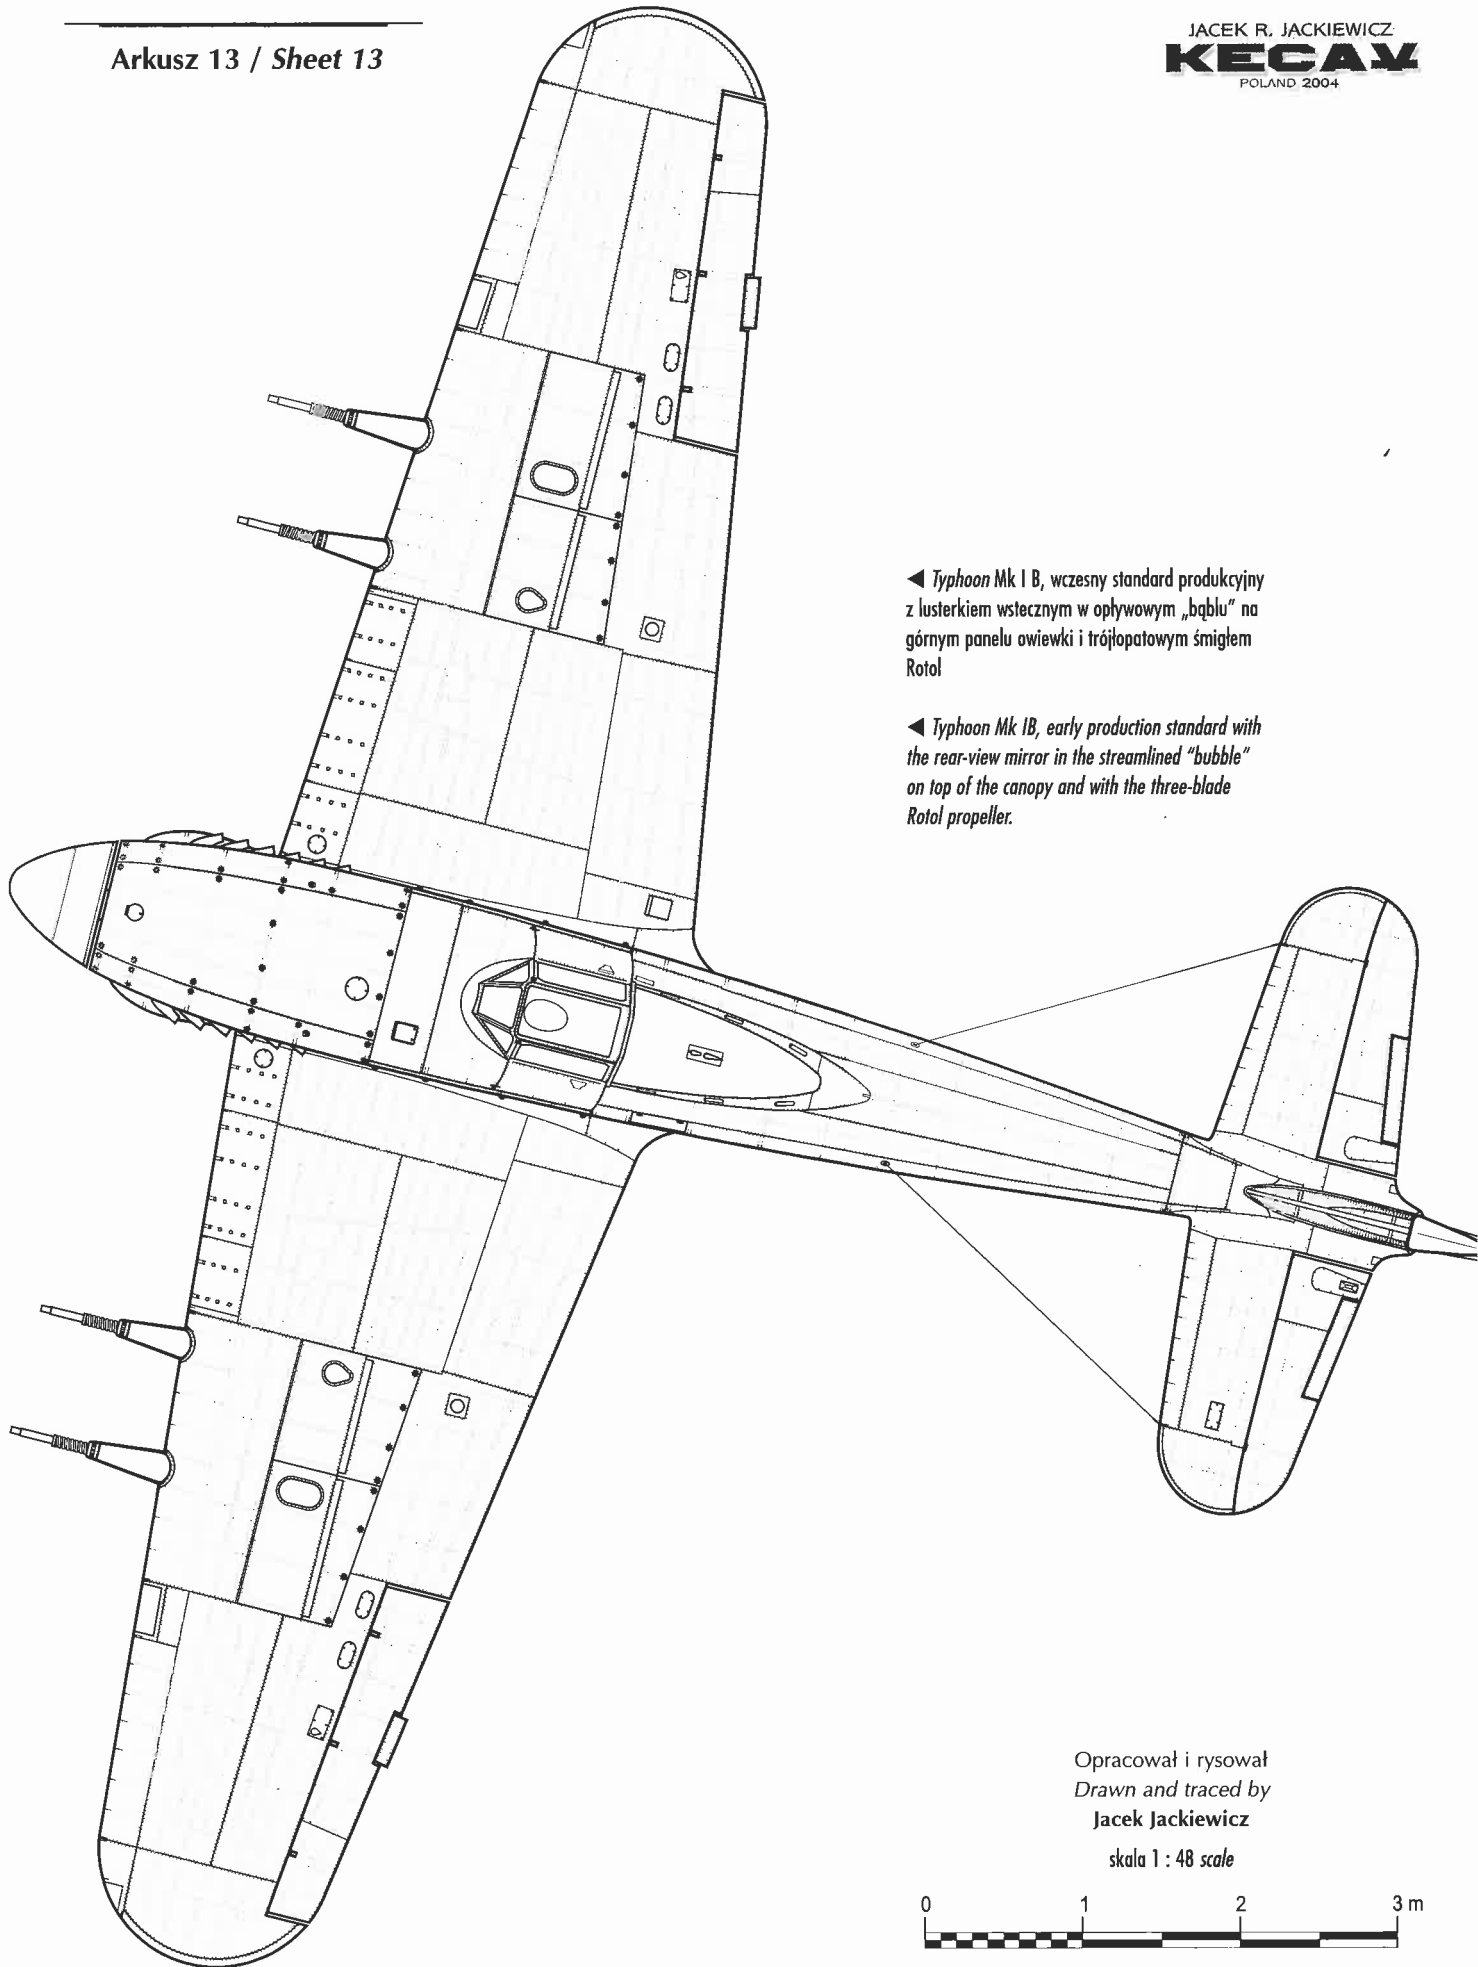 Arkusz 13 / Sheet 13
JACEK R. JACKIEWICZ
KECAY
POLAND 2004
◄ Typhoon Mk I B, wczesny standard produkcyjny
z lusterkiem wstecznym w opływowym „bąblu” na
górnym panelu owiewki i trójłopatowym śmigłem
Rotol
◄ Typhoon Mk IB, early production standard with
the rear-view mirror in the streamlined “bubble”
on top of the canopy and with the three-blade
Rotol propeller.
Opracował i rysował
Drawn and traced by
Jacek Jackiewicz
skala 1 : 48 scale
0 1 2 3 m